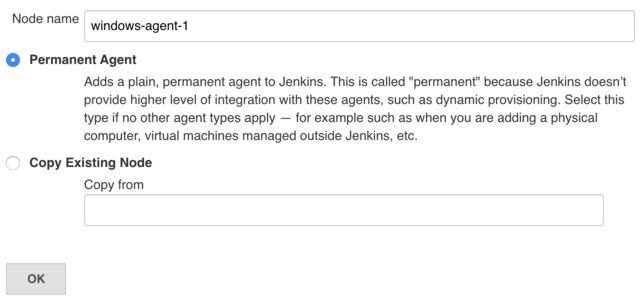 Node name windows-agent-1
Permanent Agent
Adds a plain, permanent agent to Jenkins. This is called "permanent" because Jenkins doesn’t
provide higher level of integration with these agents, such as dynamic provisioning. Select this
type if no other agent types apply — for example such as when you are adding a physical
computer, virtual machines managed outside Jenkins, etc.
Copy Existing Node
Copy from
OK